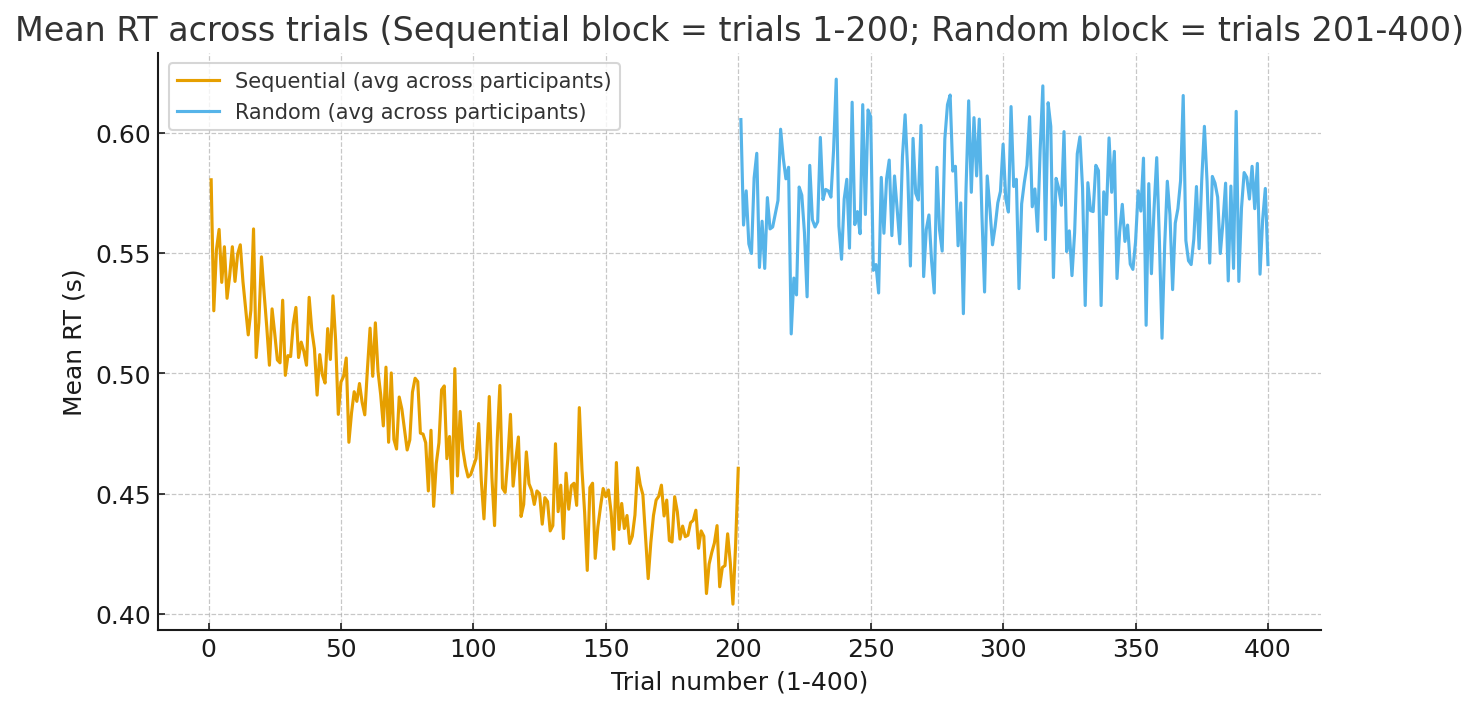 Mean RT across trials (Sequential block = trials 1-200; Random block = trials 201-400)
Sequential (avg across participants)
Random (avg across participants)
Mean RT (s)
0.60
0.55
0.50
0.45
0.40
0 50 100 150 200 250 300 350 400
Trial number (1-400)